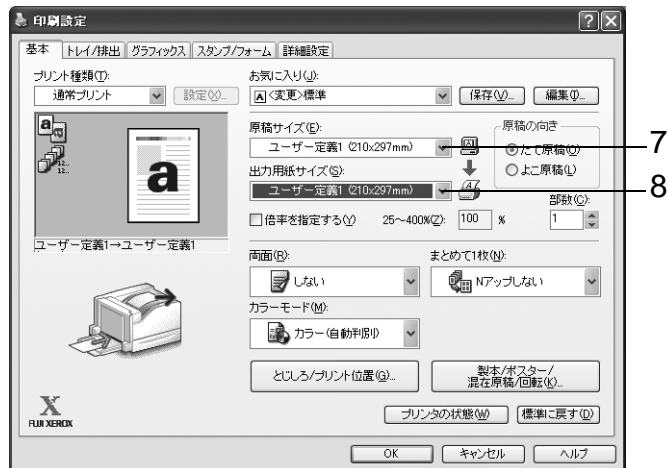 印刷設定
基本 トレイ/排出 グラフィックス スタンプ/フォーム 詳細設定
プリント種類(T):
通常プリント 設定(X)...
お気に入り(J):
A <変更>標準 保存(V)... 編集(I)...
原稿サイズ(E):
ユーザー定義1 (210x297mm) 7
原稿の向き
たて原稿(O)
よこ原稿(L)
出力用紙サイズ(S):
ユーザー定義1 (210x297mm) 8
倍率を指定する(Y) 25~400%(Z): 100 %
部数(C):
1
a
a
12..
12..
ユーザー定義1→ユーザー定義1
両面(R):
しない
まとめて1枚(N):
Nアップしない
カラーモード(M):
カラー(自動判別)
とじしろ/プリント位置(G)...
製本/ポスター/
混在原稿/回転(K)...
X
FUJI XEROX
プリンタの状態(W) 標準に戻す(D)
OK キャンセル ヘルプ